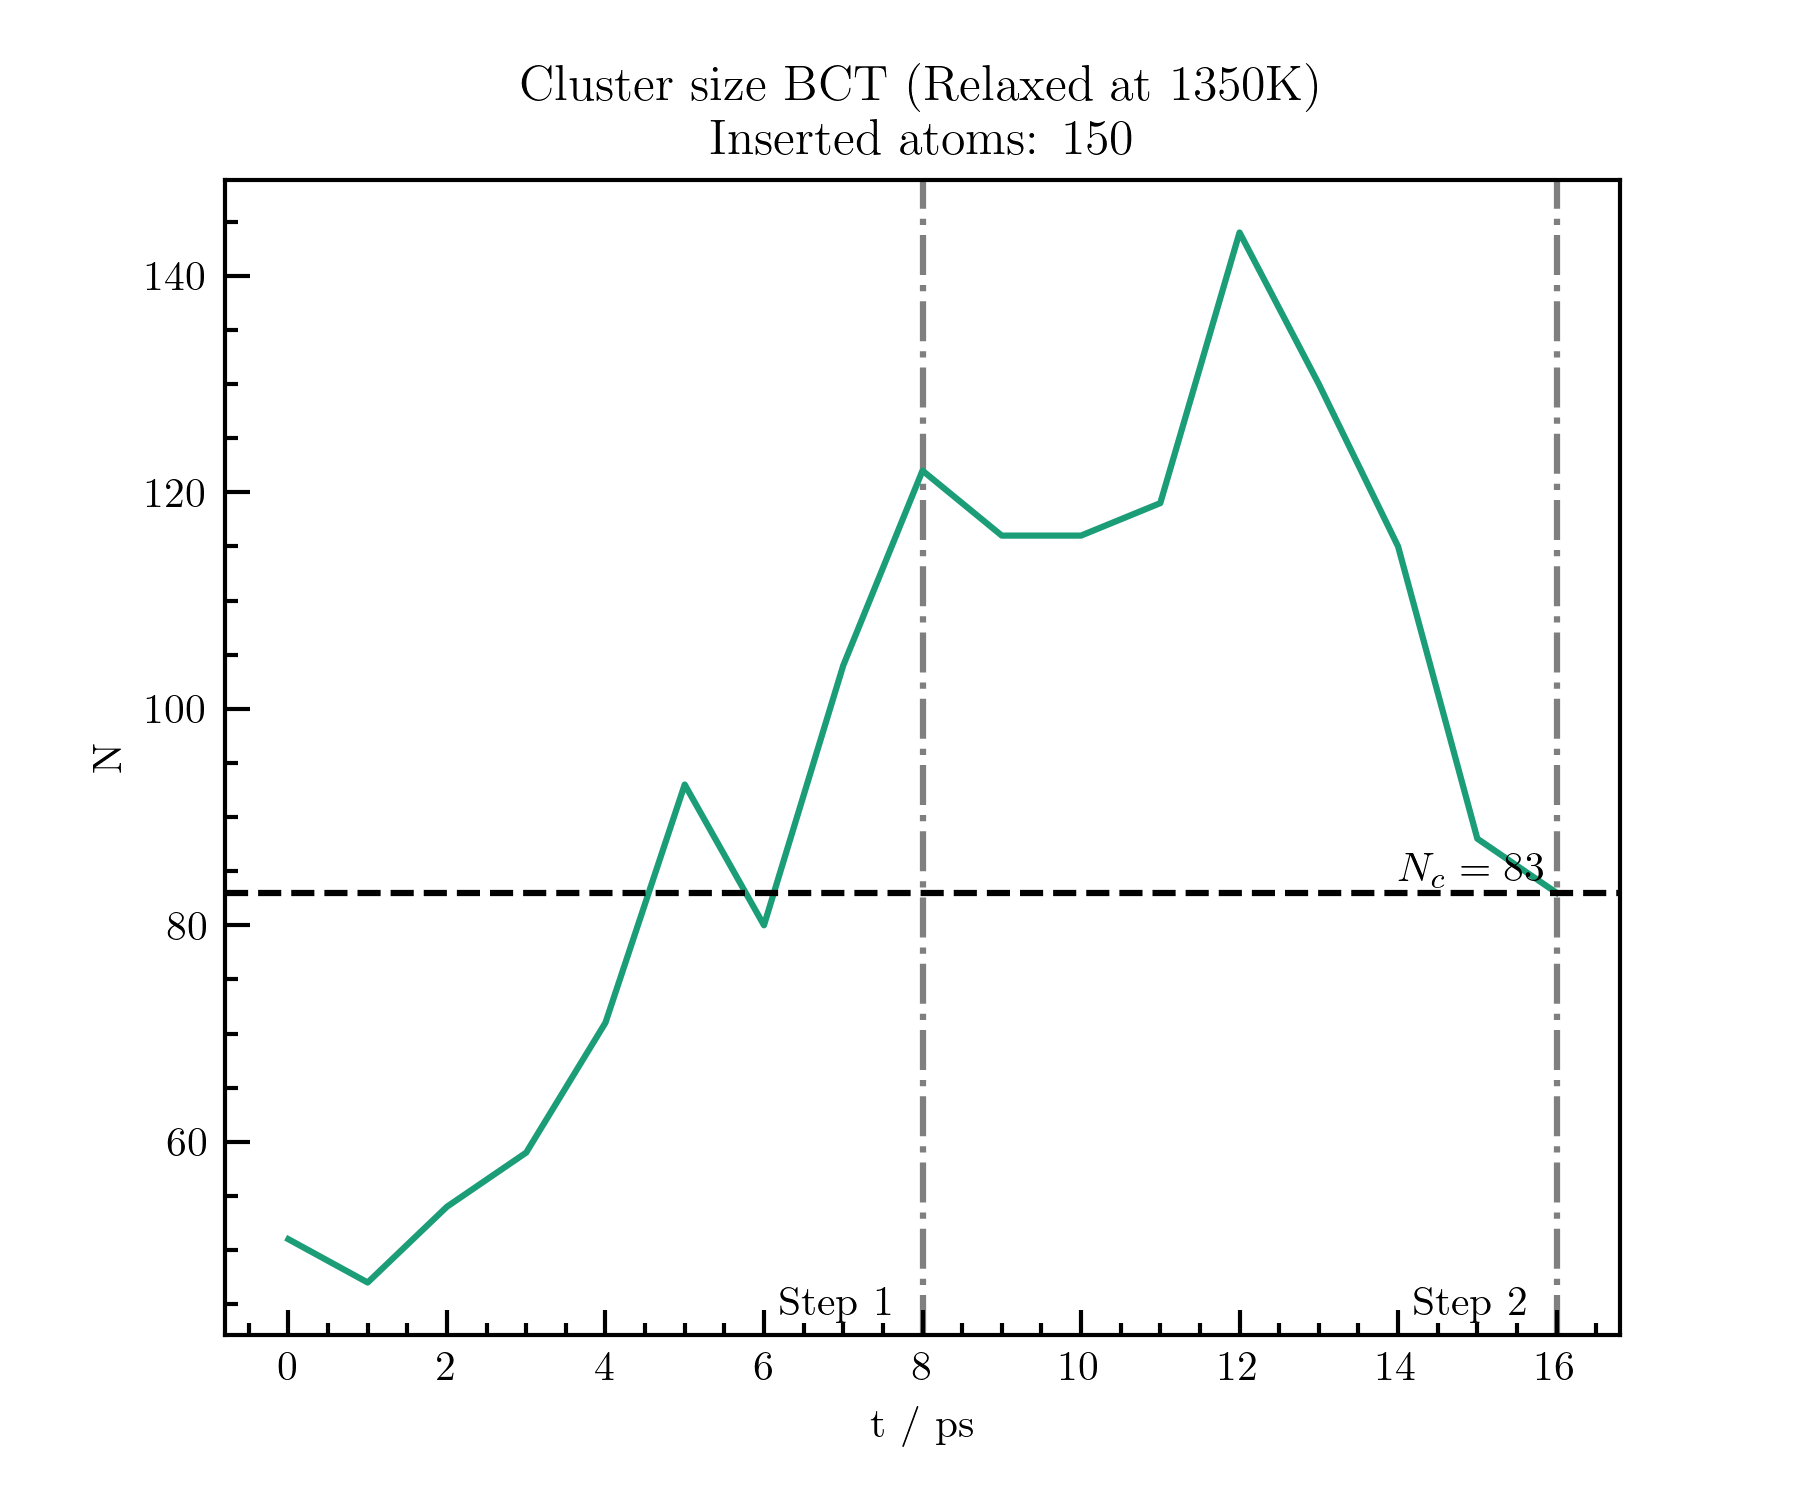 Cluster size BCT (Relaxed at 1350K)
Inserted atoms: 150
140
120
100
80
60
N
N_c = 83
Step 1
Step 2
0 2 4 6 8 10 12 14 16
t / ps